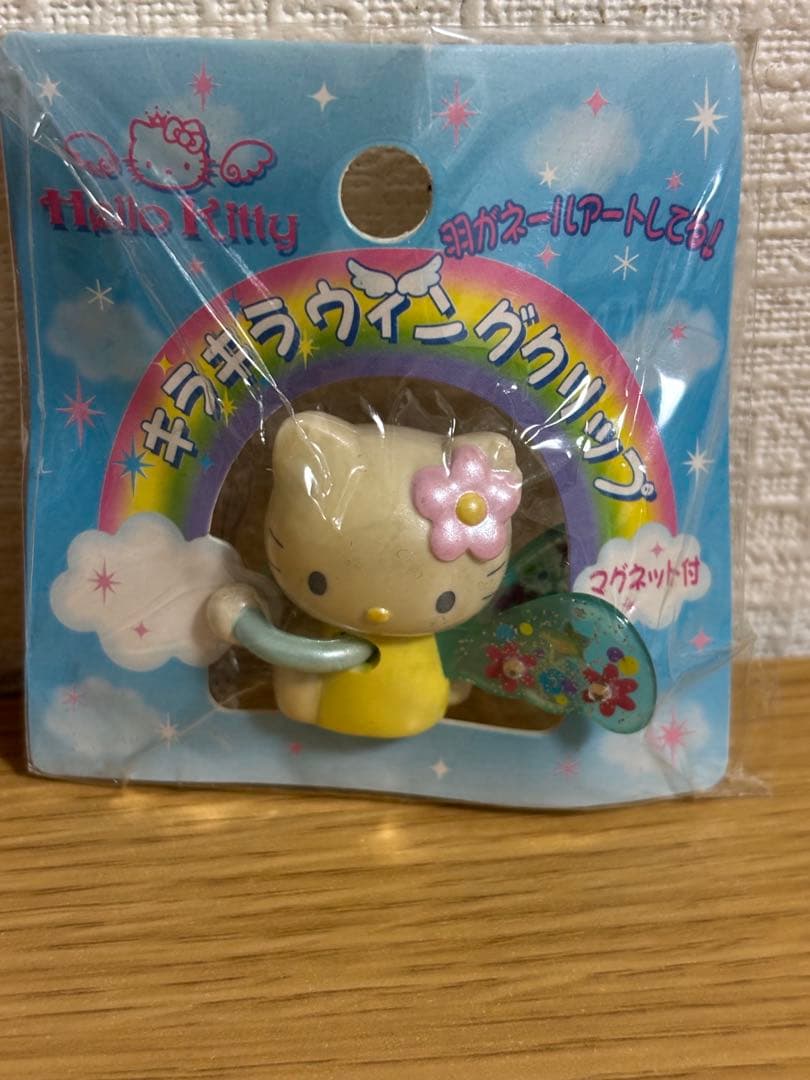 Hello Kitty
羽がネールアートしてる!
キラキラウイングクリップ
マグネット付